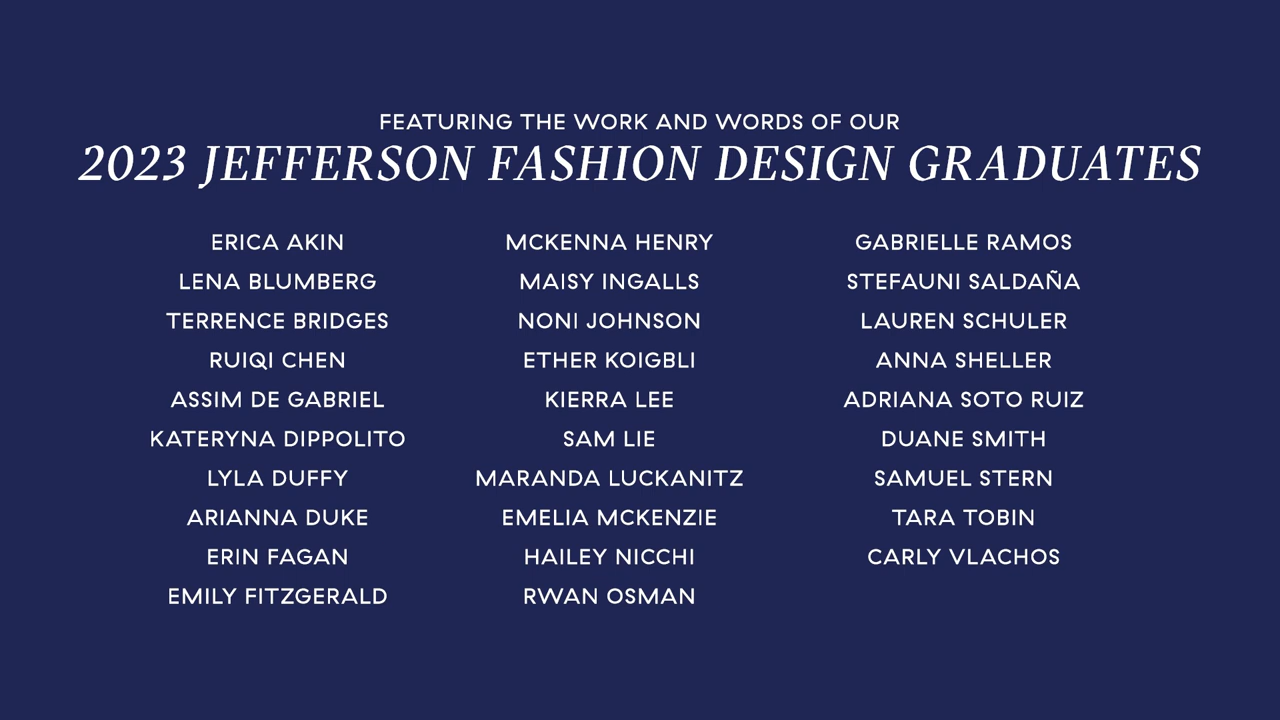 FEATURING THE WORK AND WORDS OF OUR
2023 JEFFERSON FASHION DESIGN GRADUATES
ERICA AKIN
LENA BLUMBERG
TERRENCE BRIDGES
RUIQI CHEN
ASSIM DE GABRIEL
KATERYNA DIPPOLITO
LYLA DUFFY
ARIANNA DUKE
ERIN FAGAN
EMILY FITZGERALD
MCKENNA HENRY
MAISY INGALLS
NONI JOHNSON
ETHER KOIGBLI
KIERRA LEE
SAM LIE
MARANDA LUCKANITZ
EMELIA MCKENZIE
HAILEY NICCHI
RWAN OSMAN
GABRIELLE RAMOS
STEFAUNI SALDAÑA
LAUREN SCHULER
ANNA SHELLER
ADRIANA SOTO RUIZ
DUANE SMITH
SAMUEL STERN
TARA TOBIN
CARLY VLACHOS